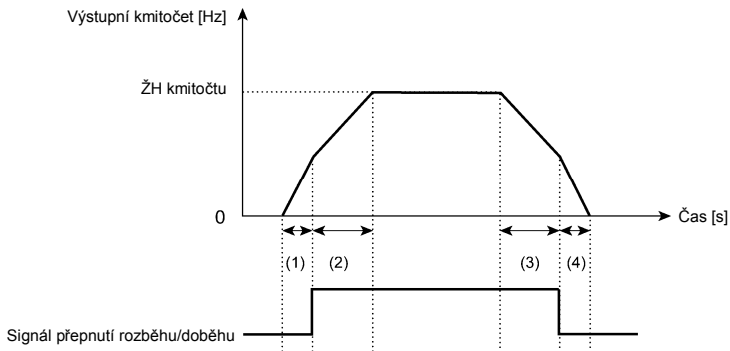 Výstupní kmitočet [Hz]
ŽH kmitočtu
0
Čas [s]
(1) (2) (3) (4)
Signál přepnutí rozběhu/doběhu